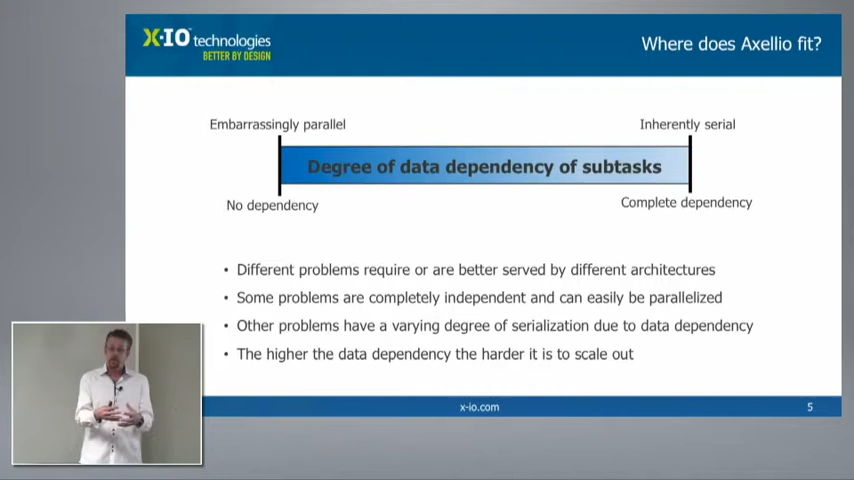 X-IO technologies
BETTER BY DESIGN
Where does Axellio fit?
Embarrassingly parallel
Inherently serial
Degree of data dependency of subtasks
No dependency
Complete dependency
• Different problems require or are better served by different architectures
• Some problems are completely independent and can easily be parallelized
• Other problems have a varying degree of serialization due to data dependency
• The higher the data dependency the harder it is to scale out
x-io.com
5